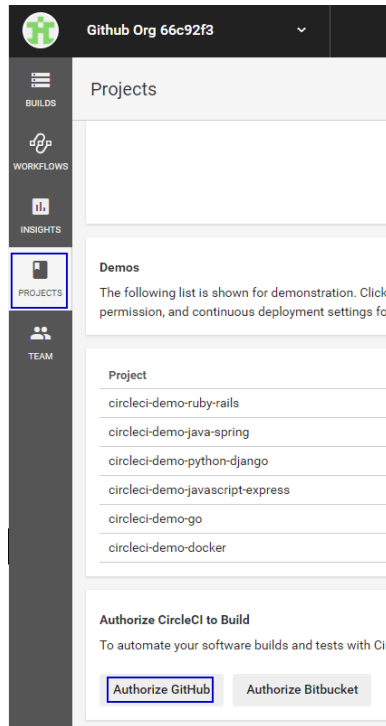 Github Org 66c92f3
BUILDS
Projects
WORKFLOWS
INSIGHTS
PROJECTS
TEAM
Demos
The following list is shown for demonstration. Click
permission, and continuous deployment settings fo
Project
circleci-demo-ruby-rails
circleci-demo-java-spring
circleci-demo-python-django
circleci-demo-javascript-express
circleci-demo-go
circleci-demo-docker
Authorize CircleCI to Build
To automate your software builds and tests with Ci
Authorize GitHub Authorize Bitbucket